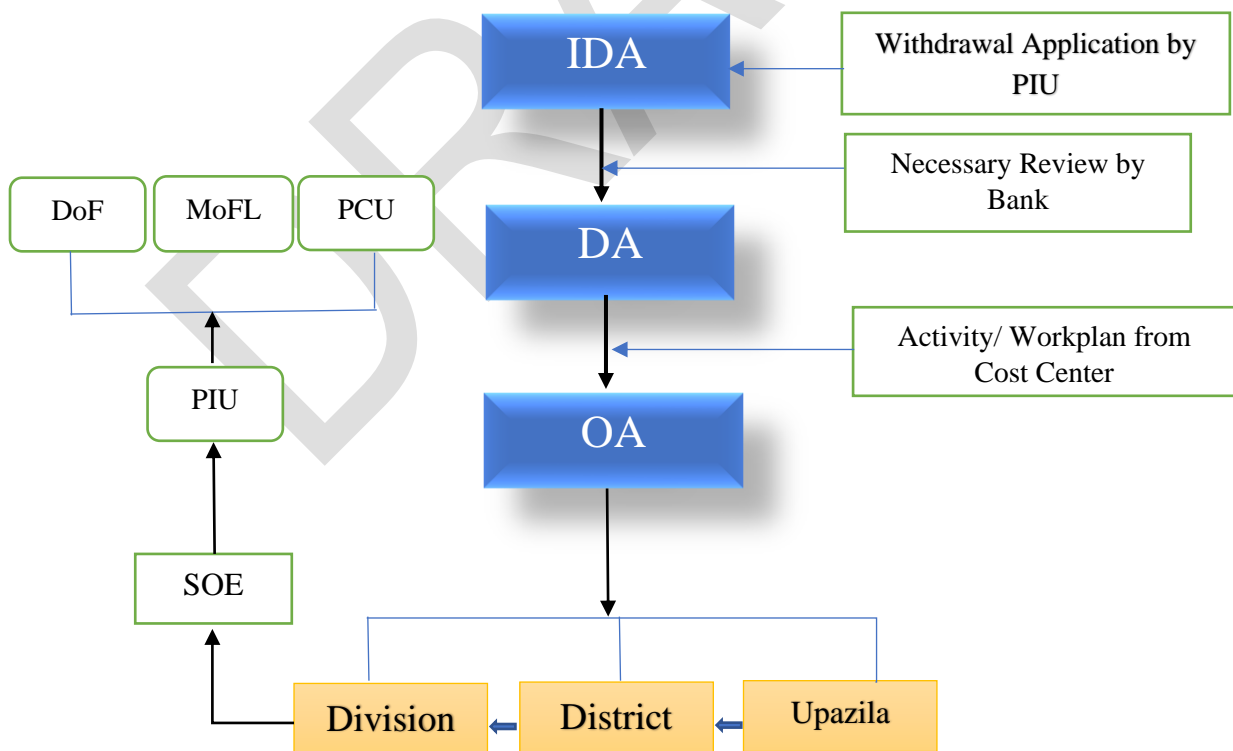 IDA
Withdrawal Application by
PIU
Necessary Review by
Bank
DoF
MoFL
PCU
DA
Activity/ Workplan from
Cost Center
PIU
OA
SOE
Division
District
Upazila
DRA